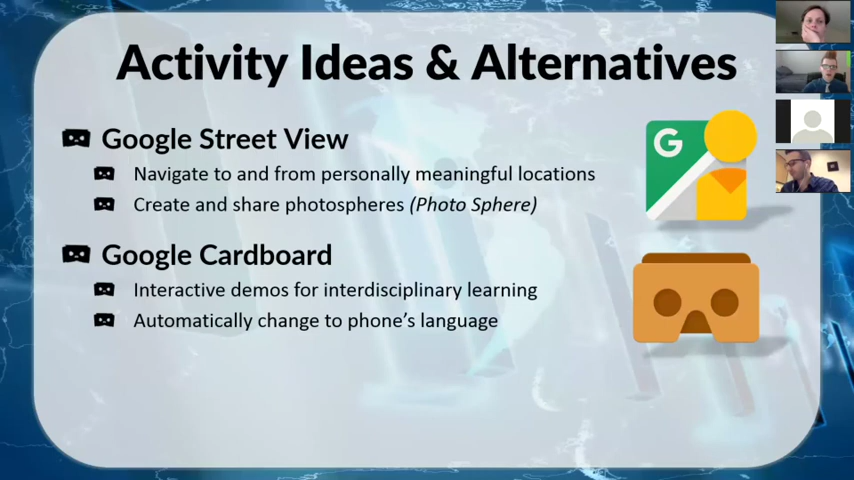 Activity Ideas & Alternatives
Google Street View
Navigate to and from personally meaningful locations
Create and share photospheres (Photo Sphere)
Google Cardboard
Interactive demos for interdisciplinary learning
Automatically change to phone's language
G